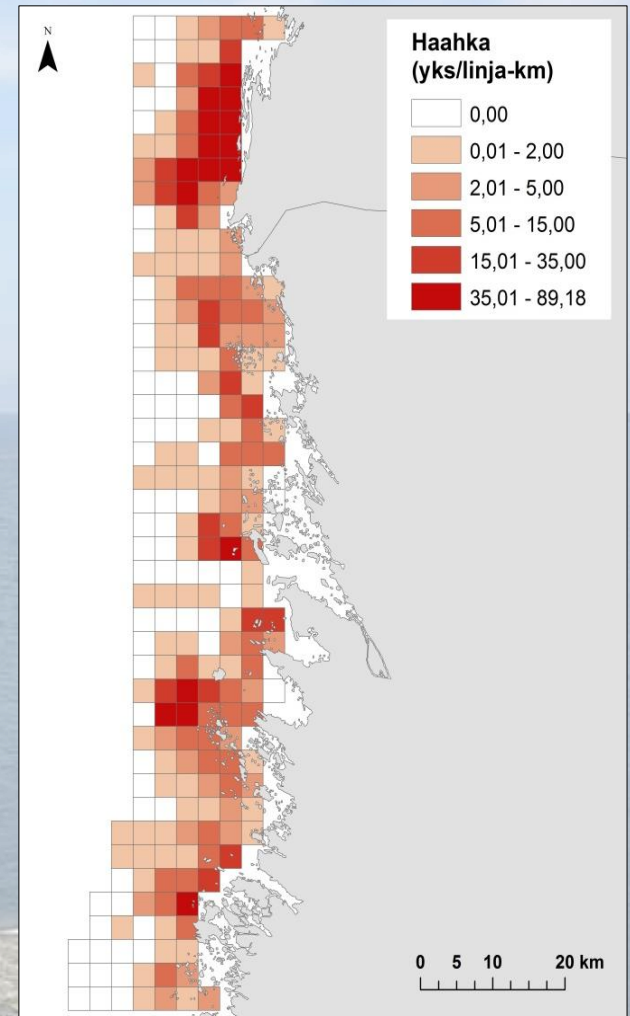 N
Haahka
(yks/linja-km)
0,00
0,01 - 2,00
2,01 - 5,00
5,01 - 15,00
15,01 - 35,00
35,01 - 89,18
0 5 10 20 km